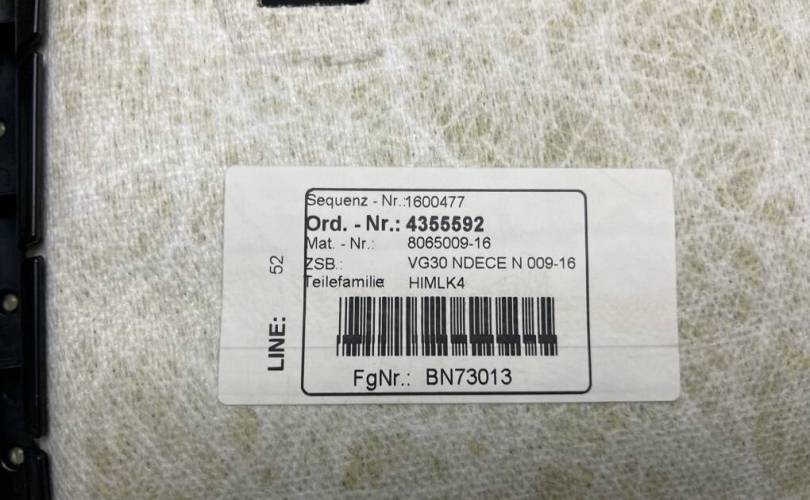 Sequenz - Nr.:1600477
Ord. - Nr.: 4355592
Mat. - Nr.: 8065009-16
ZSB.: VG30 NDECE N 009-16
Teilefamilie: HIMLK4
FgNr.: BN73013
LINE: 52